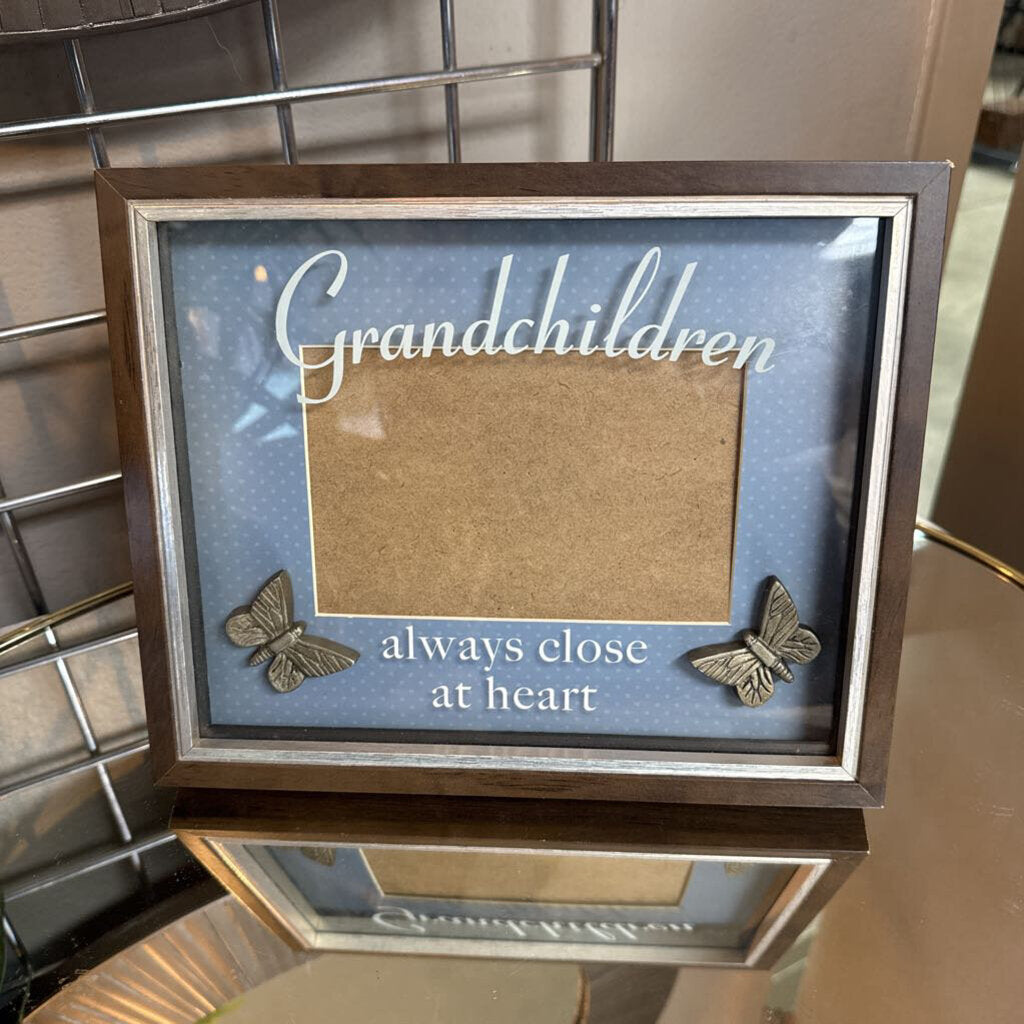 Grandchildren
always close
at heart